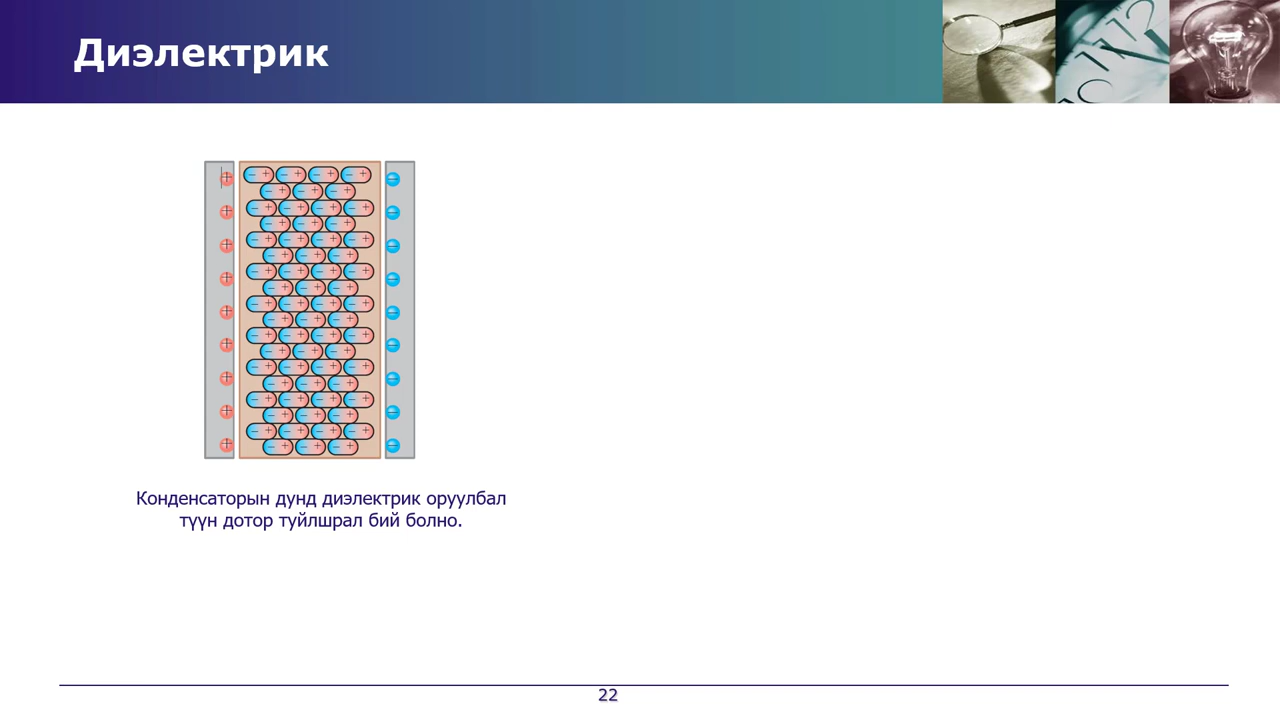 Диэлектрик
Конденсаторын дунд диэлектрик оруулбал
түүн дотор туйлшрал бий болно.
22